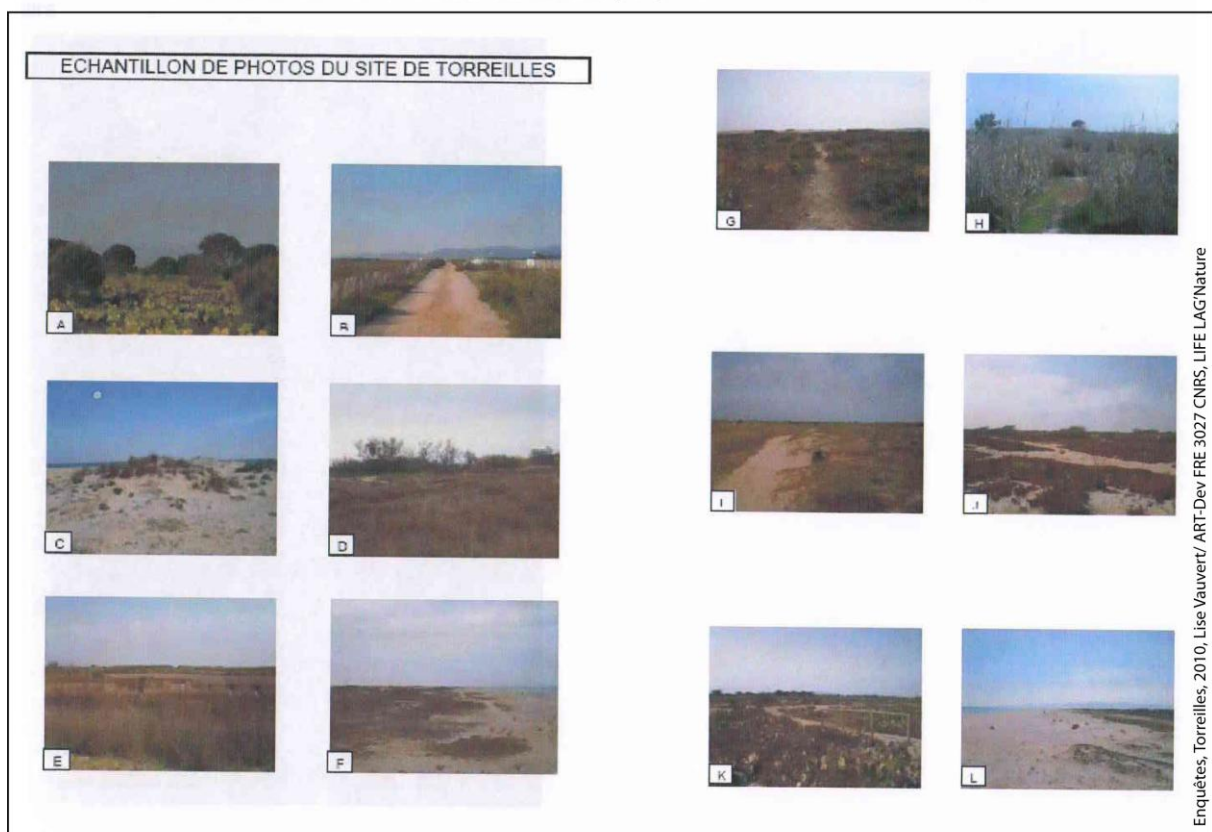 ECHANTILLON DE PHOTOS DU SITE DE TORREILLES
A
B
C
D
E
F
G
H
I
J
K
L
Enquêtes, Torreilles, 2010, Lise Vauvert/ ART-Dev FRE 3027 CNRS, LIFE LAG'Nature